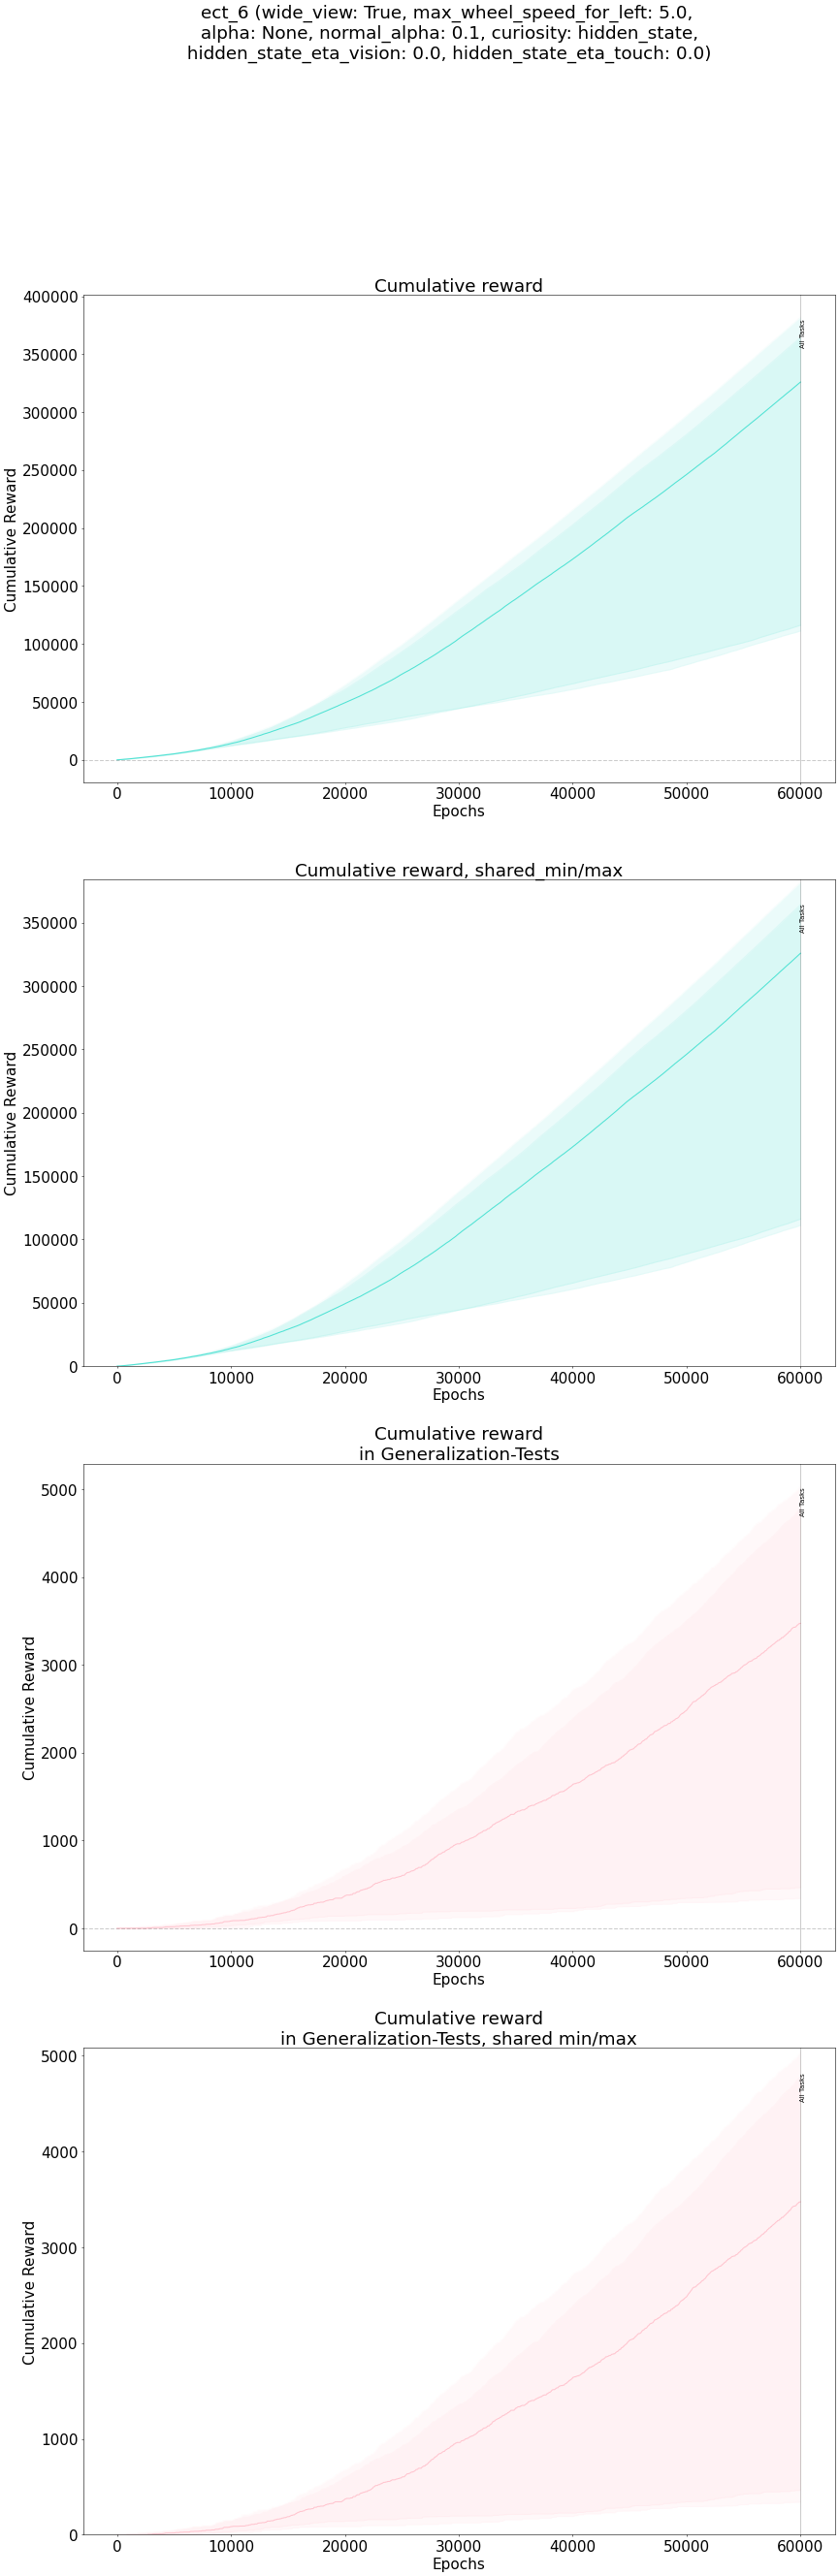 ect_6 (wide_view: True, max_wheel_speed_for_left: 5.0,
alpha: None, normal_alpha: 0.1, curiosity: hidden_state,
hidden_state_eta_vision: 0.0, hidden_state_eta_touch: 0.0)
Cumulative reward
400000
350000
300000
250000
200000
150000
100000
50000
0
Cumulative Reward
All Tasks
0 10000 20000 30000 40000 50000 60000
Epochs
Cumulative reward, shared_min/max
350000
300000
250000
200000
150000
100000
50000
0
Cumulative Reward
All Tasks
0 10000 20000 30000 40000 50000 60000
Epochs
Cumulative reward
in Generalization-Tests
5000
4000
3000
2000
1000
0
Cumulative Reward
All Tasks
0 10000 20000 30000 40000 50000 60000
Epochs
Cumulative reward
in Generalization-Tests, shared min/max
5000
4000
3000
2000
1000
0
Cumulative Reward
All Tasks
0 10000 20000 30000 40000 50000 60000
Epochs